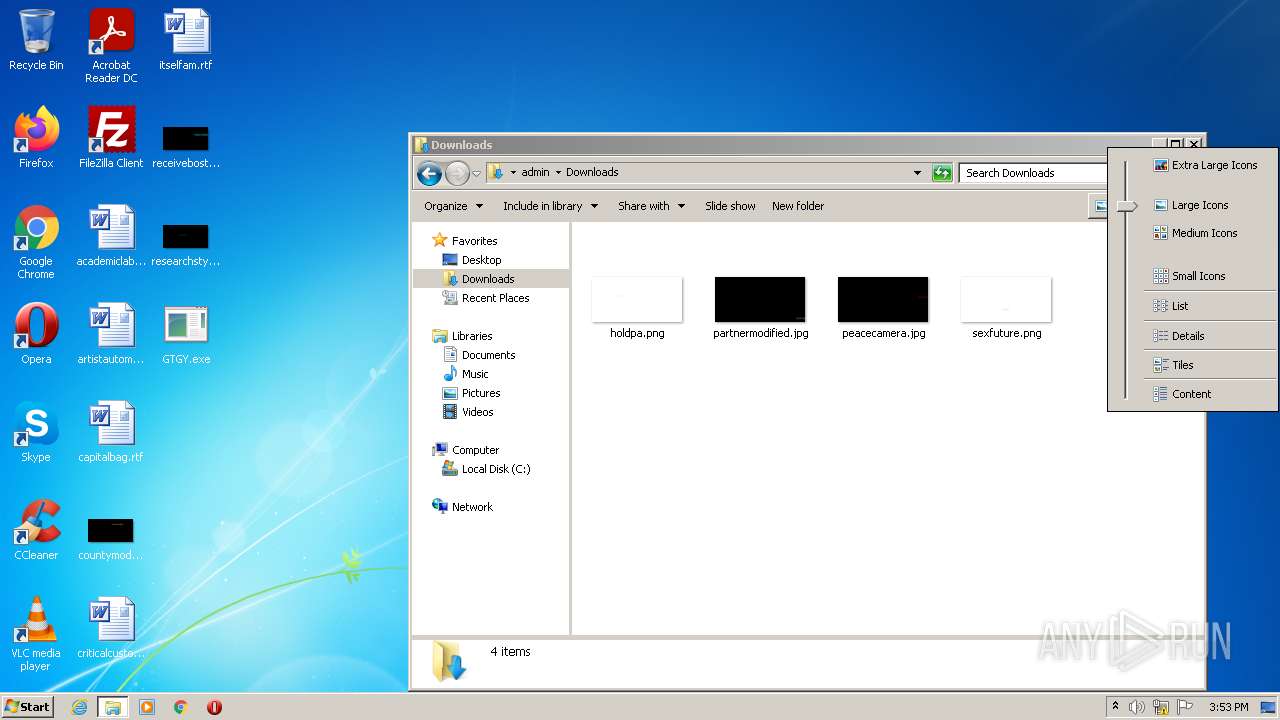 Recycle Bin
Acrobat
Reader DC
itselfam.rtf
Firefox
FileZilla Client
receivebost...
Google
Chrome
academiclab...
researchsty...
Opera
artistautom...
GTGY.exe
Skype
capitalbag.rtf
CCleaner
countymod...
VLC media
player
criticalcusto...
Downloads
admin Downloads
Search Downloads
Organize
Include in library
Share with
Slide show
New folder
Favorites
Desktop
Downloads
Recent Places
Libraries
Documents
Music
Pictures
Videos
Computer
Local Disk (C:)
Network
hotelpa.png
partnermodified.jpg
peacecamera.jpg
sexfuture.png
Extra Large Icons
Large Icons
Medium Icons
Small Icons
List
Details
Tiles
Content
4 items
ANY RUN
Start
3:53 PM